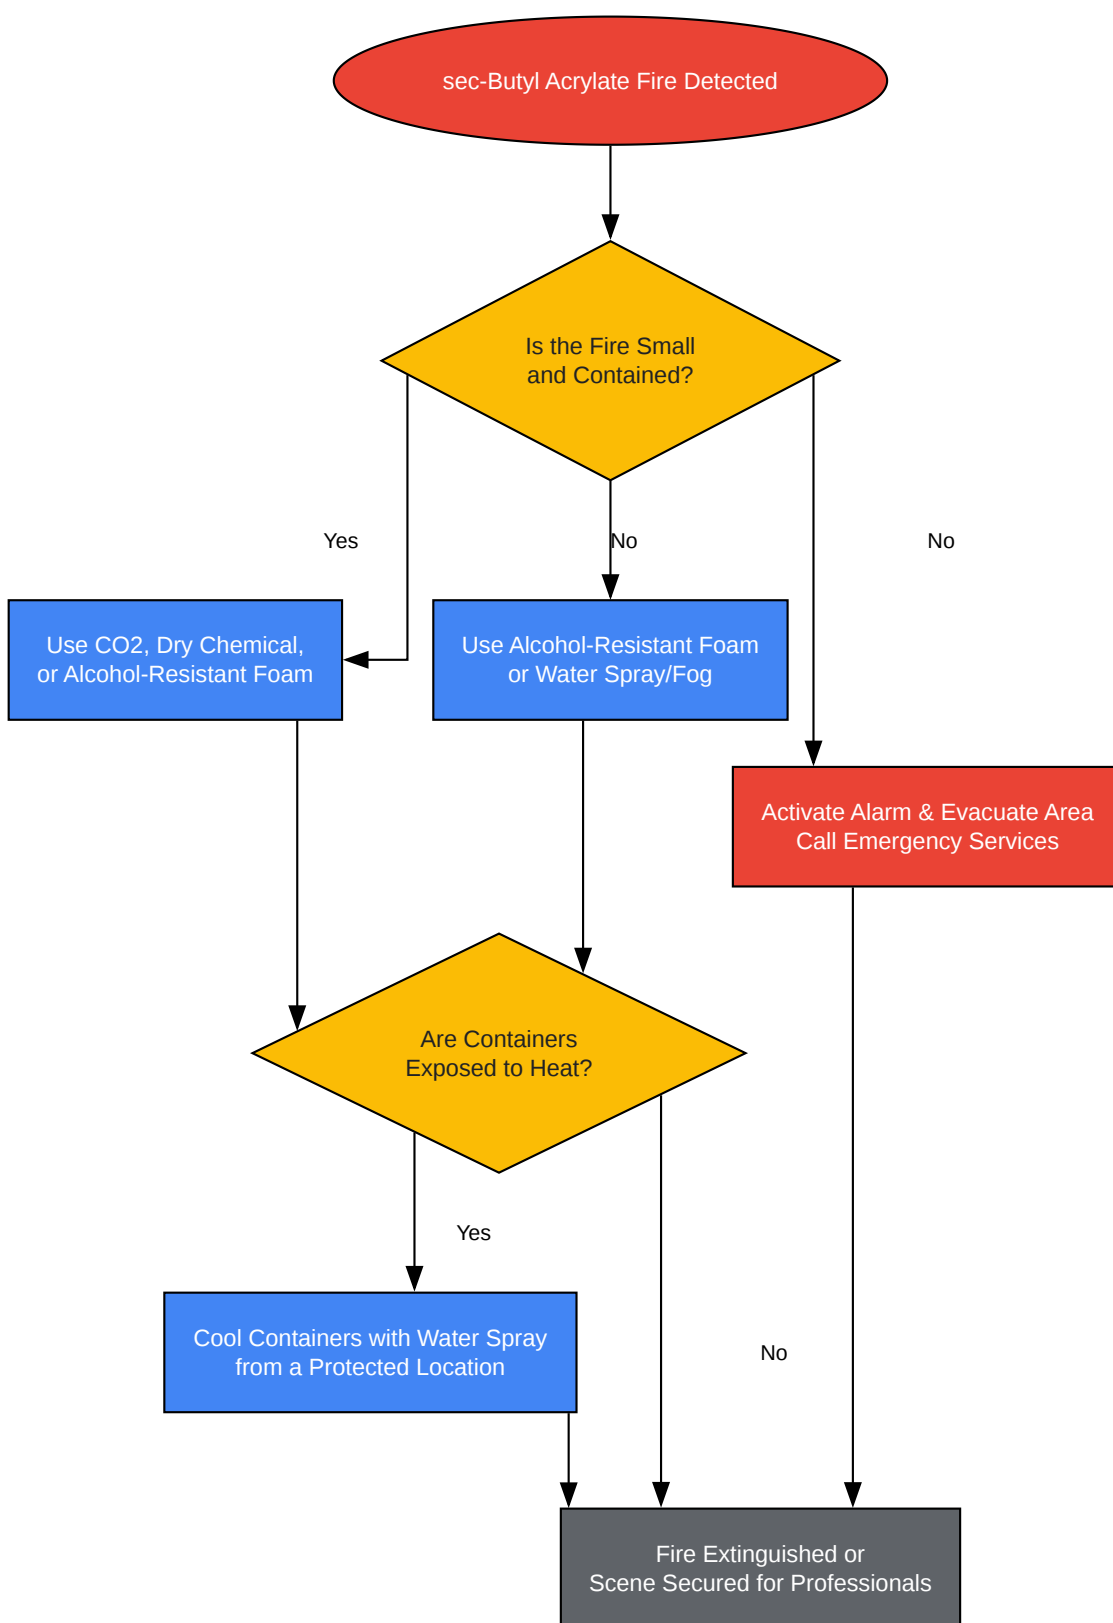 sec-Butyl Acrylate Fire Detected
Is the Fire Small
and Contained?
Yes
No
No
Use CO2, Dry Chemical,
or Alcohol-Resistant Foam
Use Alcohol-Resistant Foam
or Water Spray/Fog
Activate Alarm & Evacuate Area
Call Emergency Services
Are Containers
Exposed to Heat?
Yes
Cool Containers with Water Spray
from a Protected Location
No
Fire Extinguished or
Scene Secured for Professionals